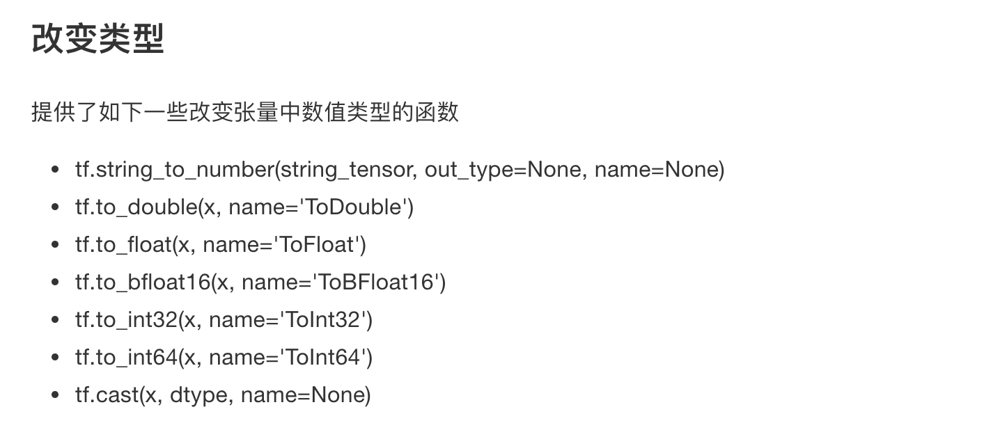 改变类型
提供了如下一些改变张量中数值类型的函数
• tf.string_to_number(string_tensor, out_type=None, name=None)
• tf.to_double(x, name='ToDouble')
• tf.to_float(x, name='ToFloat')
• tf.to_bfloat16(x, name='ToBFloat16')
• tf.to_int32(x, name='ToInt32')
• tf.to_int64(x, name='ToInt64')
• tf.cast(x, dtype, name=None)